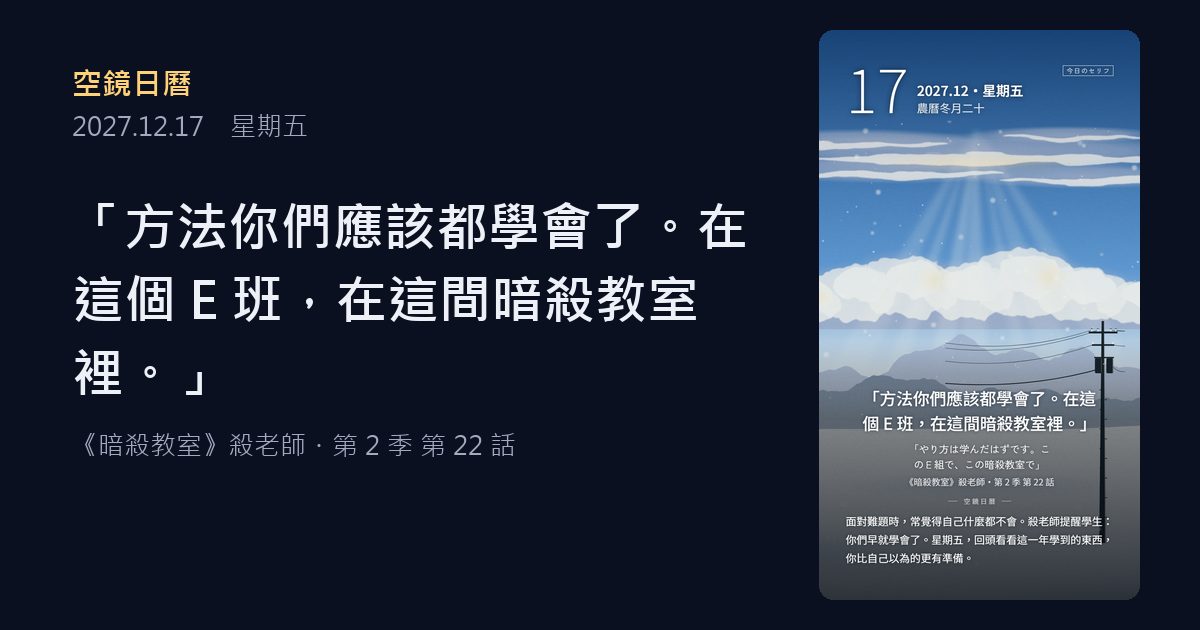 空鏡日曆
2027.12.17 星期五
「方法你們應該都學會了。在
這個 E 班，在這間暗殺教室
裡。」
《暗殺教室》殺老師・第 2 季 第 22 話
今日のセリフ
17
2027.12・星期五
農曆冬月二十
「方法你們應該都學會了。在這
個 E 班，在這間暗殺教室裡。」
「やり方は学んだはずです。こ
のＥ組で、この暗殺教室で」
《暗殺教室》殺老師・第 2 季 第 22 話
— 空鏡日曆 —
面對難題時，常覺得自己什麼都不會。殺老師提醒學生：
你們早就學會了。星期五，回頭看看這一年學到的東西，
你比自己以為的更有準備。